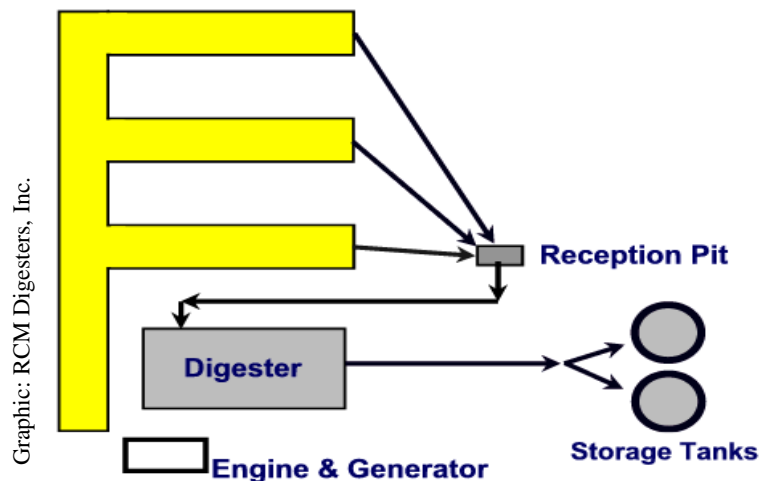 Graphic: RCM Digesters, Inc.
Reception Pit
Digester
Storage Tanks
Engine & Generator